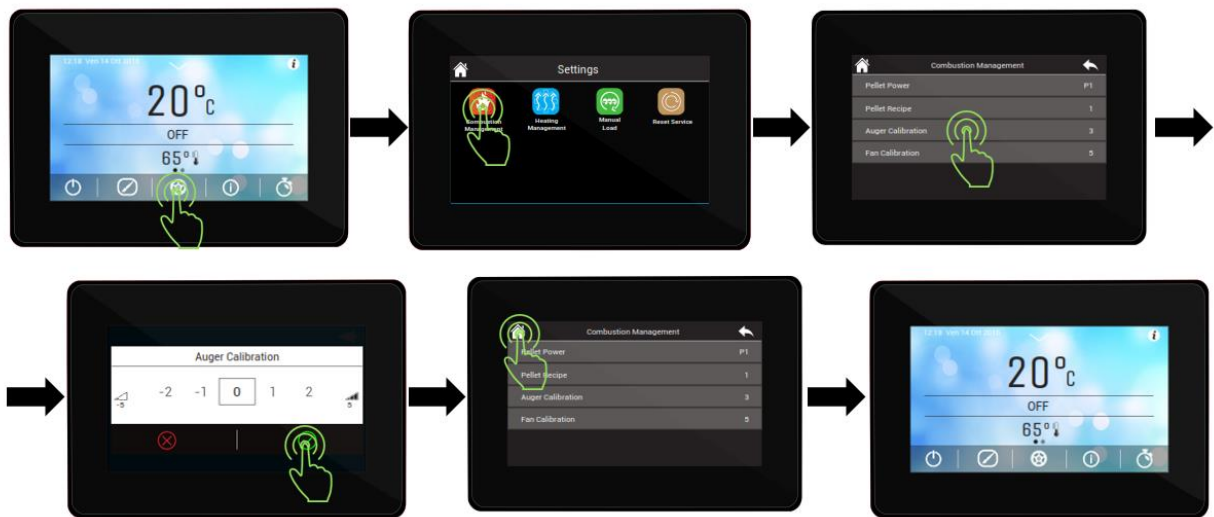 20°C
OFF
65°
Settings
Combustion
Management
Heating
Management
Manual
Load
Reset Service
Combustion Management
Pellet Power P1
Pellet Recipe 1
Auger Calibration 3
Fan Calibration 5
Auger Calibration
-5 -2 -1 0 1 2 5
Combustion Management
Pellet Power P1
Pellet Recipe 1
Auger Calibration 3
Fan Calibration 5
20°C
OFF
65°